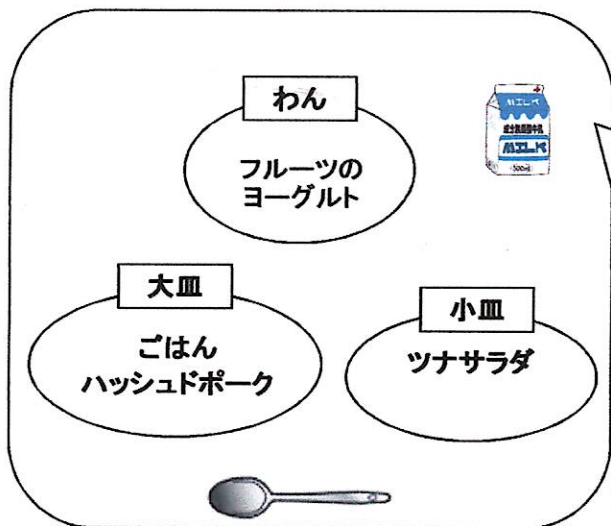 わん
フルーツの
ヨーグルト
大皿
ごはん
ハッシュドポーク
小皿
ツナサラダ